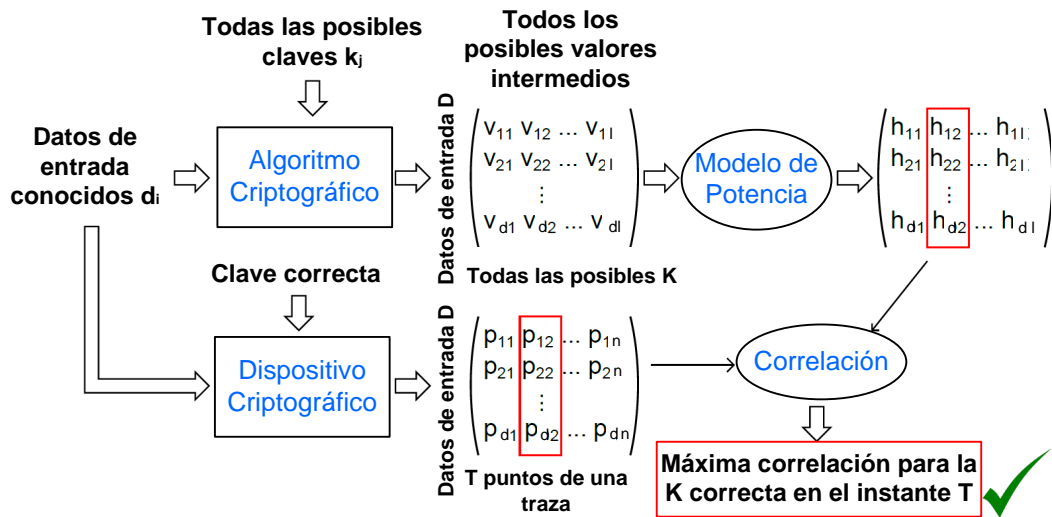 Todas las posibles
claves kj
Todos los
posibles valores
intermedios
Datos de
entrada
conocidos di
Algoritmo
Criptográfico
Datos de entrada D
v11 v12 ... v1l
v21 v22 ... v2l
⋮
vd1 vd2 ... vdl
Todas las posibles K
Modelo de
Potencia
h11 h12 ... h1l
h21 h22 ... h2l
⋮
hd1 hd2 ... hdl
Clave correcta
Dispositivo
Criptográfico
Datos de entrada D
p11 p12 ... p1n
p21 p22 ... p2n
⋮
pd1 pd2 ... pdn
T puntos de una
traza
Correlación
Máxima correlación para la
K correcta en el instante T